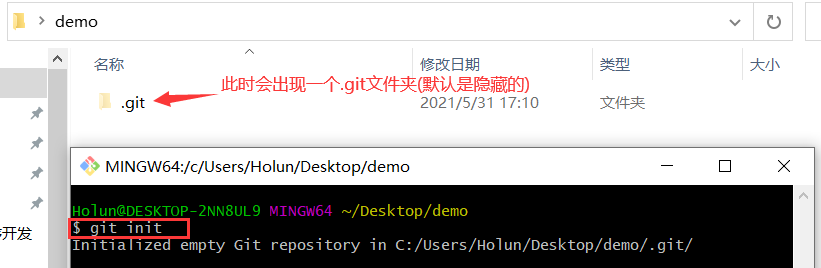 demo
名称
修改日期
类型
大小
此时会出现一个.git文件夹(默认是隐藏的)
.git
2021/5/31 17:10
文件夹
MINGW64:/c/Users/Holun/Desktop/demo
Holun@DESKTOP-2NN8UL9 MINGW64 ~/Desktop/demo
$ git init
Initialized empty Git repository in C:/Users/Holun/Desktop/demo/.git/
开发